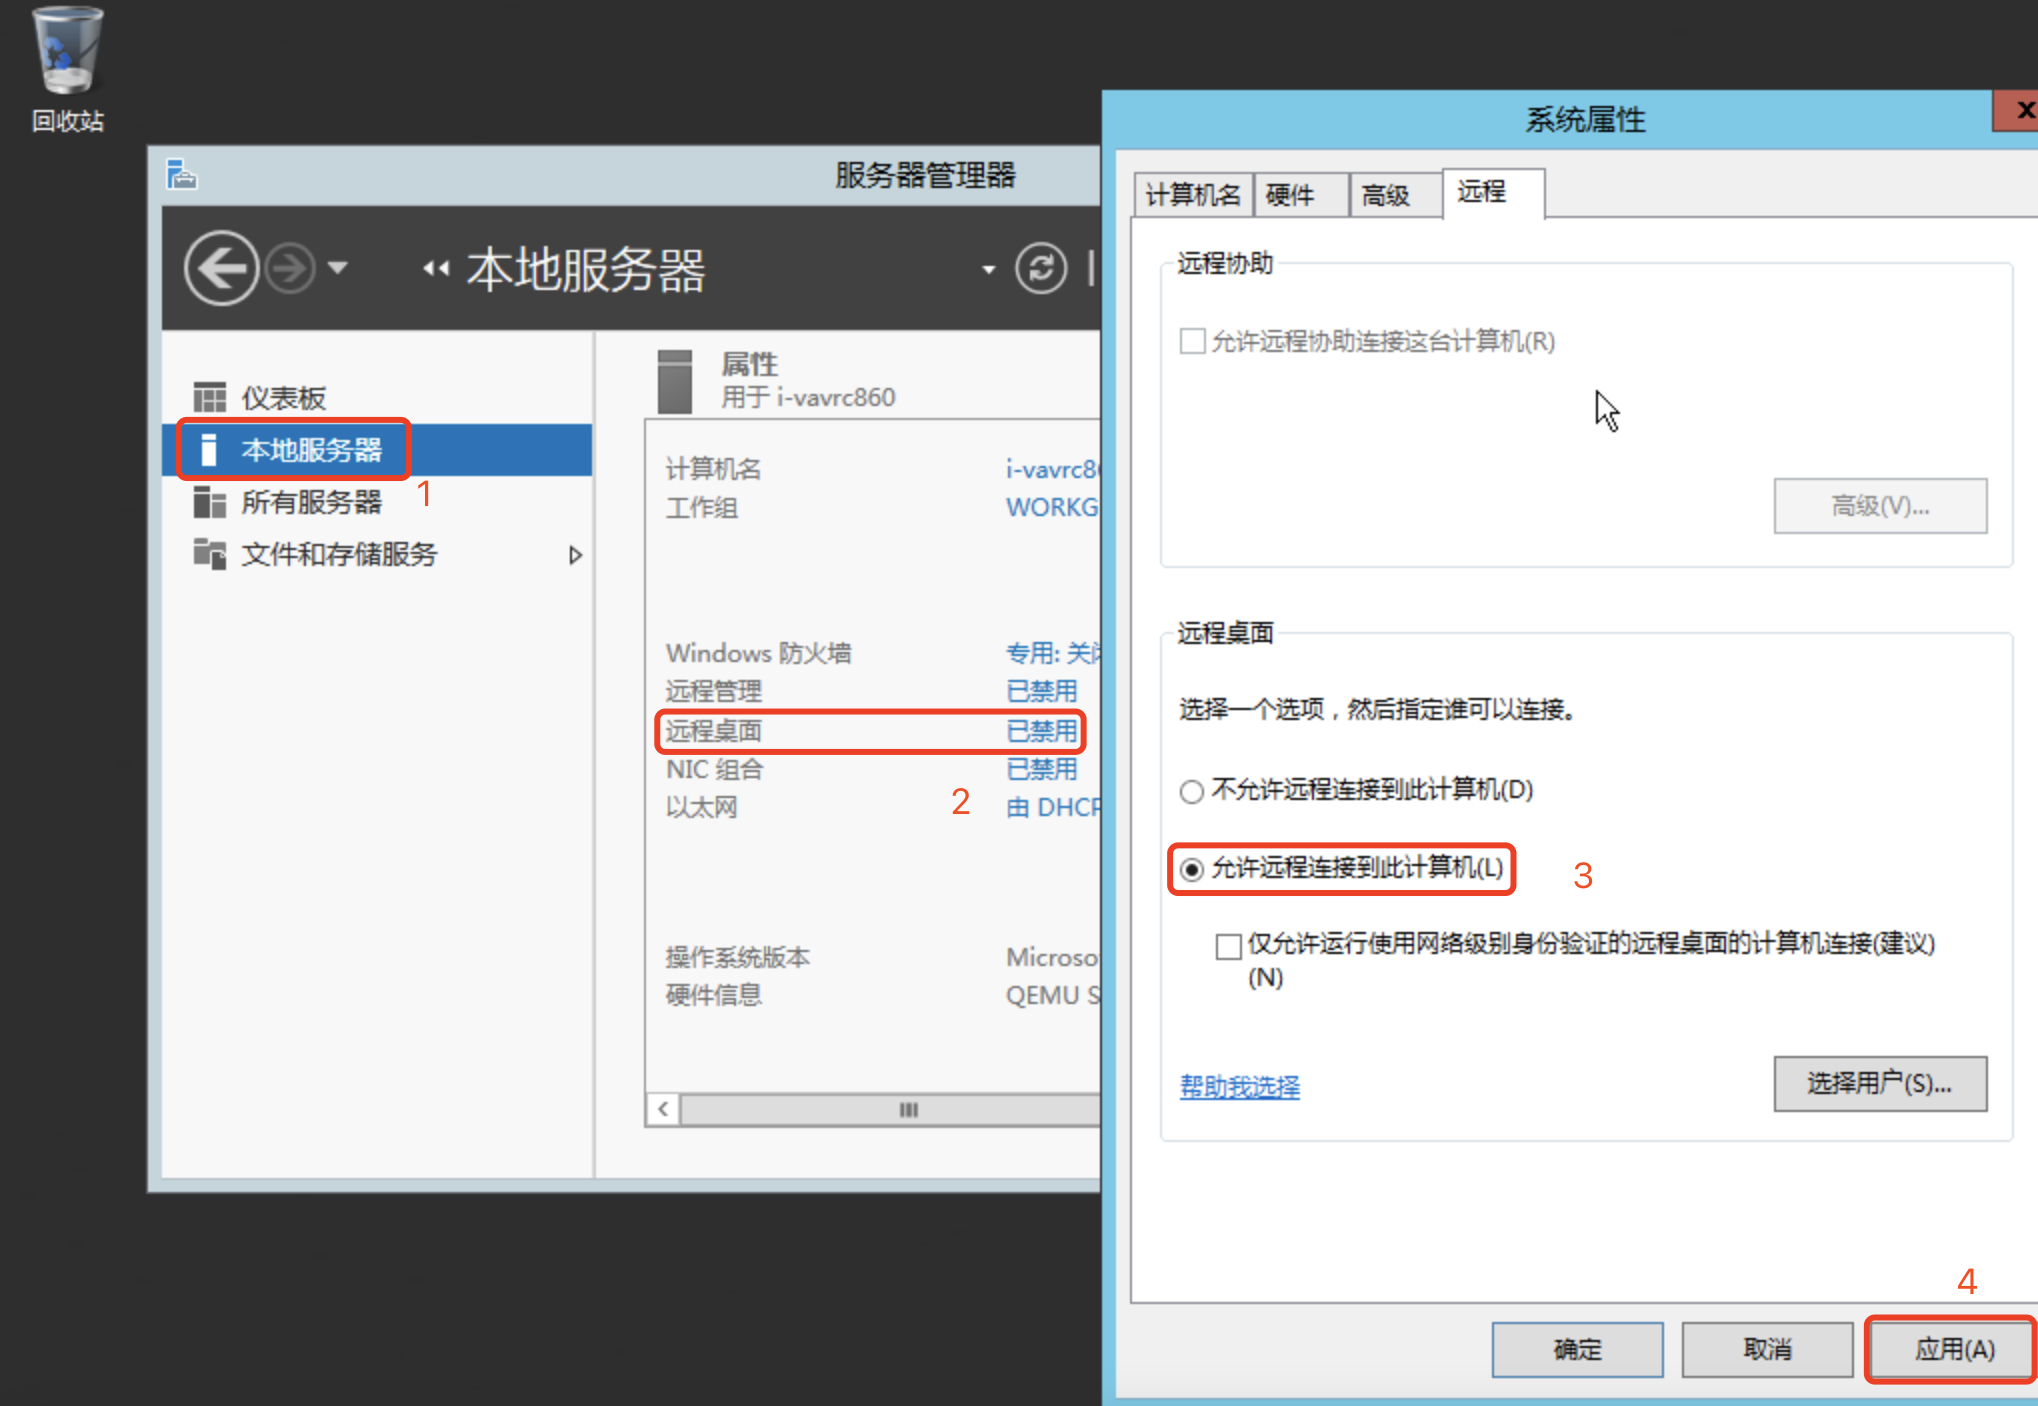 回收站
服务器管理器
本地服务器
仪表板
本地服务器
1
所有服务器
文件和存储服务
属性
用于 i-vavrc860
计算机名 i-vavrc8
工作组 WORKG
Windows 防火墙 专用: 关闭
远程管理 已禁用
远程桌面 已禁用
NIC 组合 已禁用
2
以太网 由 DHCP
操作系统版本 Microso
硬件信息 QEMU S
系统属性
x
计算机名 硬件 高级 远程
远程协助
允许远程协助连接这台计算机(R)
高级(V)...
远程桌面
选择一个选项，然后指定谁可以连接。
不允许远程连接到此计算机(D)
允许远程连接到此计算机(L)
3
仅允许运行使用网络级别身份验证的远程桌面的计算机连接(建议)
(N)
帮助我选择
选择用户(S)...
4
确定 取消 应用(A)